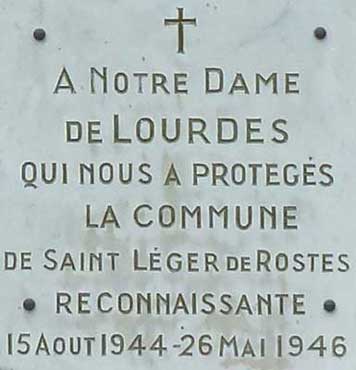 A NOTRE DAME
DE LOURDES
QUI NOUS A PROTEGÉS
LA COMMUNE
DE SAINT LÉGER DE ROSTES
RECONNAISSANTE
15 AOUT 1944 - 26 MAI 1946